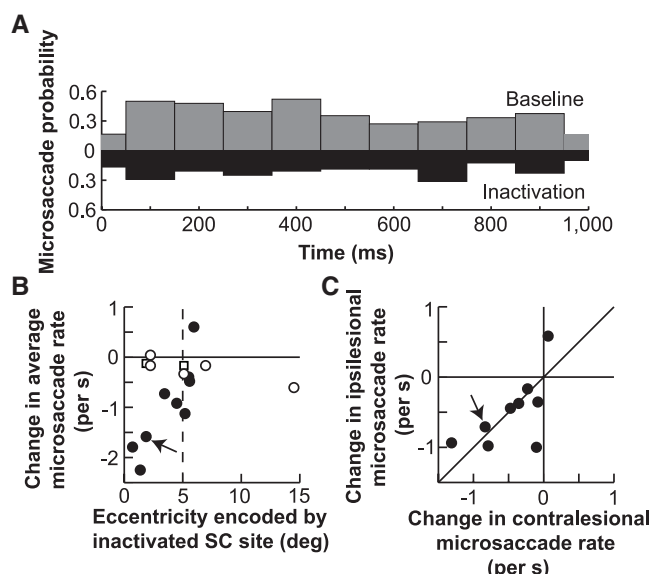 A
Microsaccade probability
0.6
0.3
0
0.3
0.6
Baseline
Inactivation
0
200
400
600
800
1,000
Time (ms)
B
Change in average
microsaccade rate
(per s)
1
0
-1
-2
0
5
10
15
Eccentricity encoded by
inactivated SC site (deg)
C
Change in ipsilesional
microsaccade rate
(per s)
1
0
-1
-1
0
1
Change in contralesional
microsaccade rate
(per s)